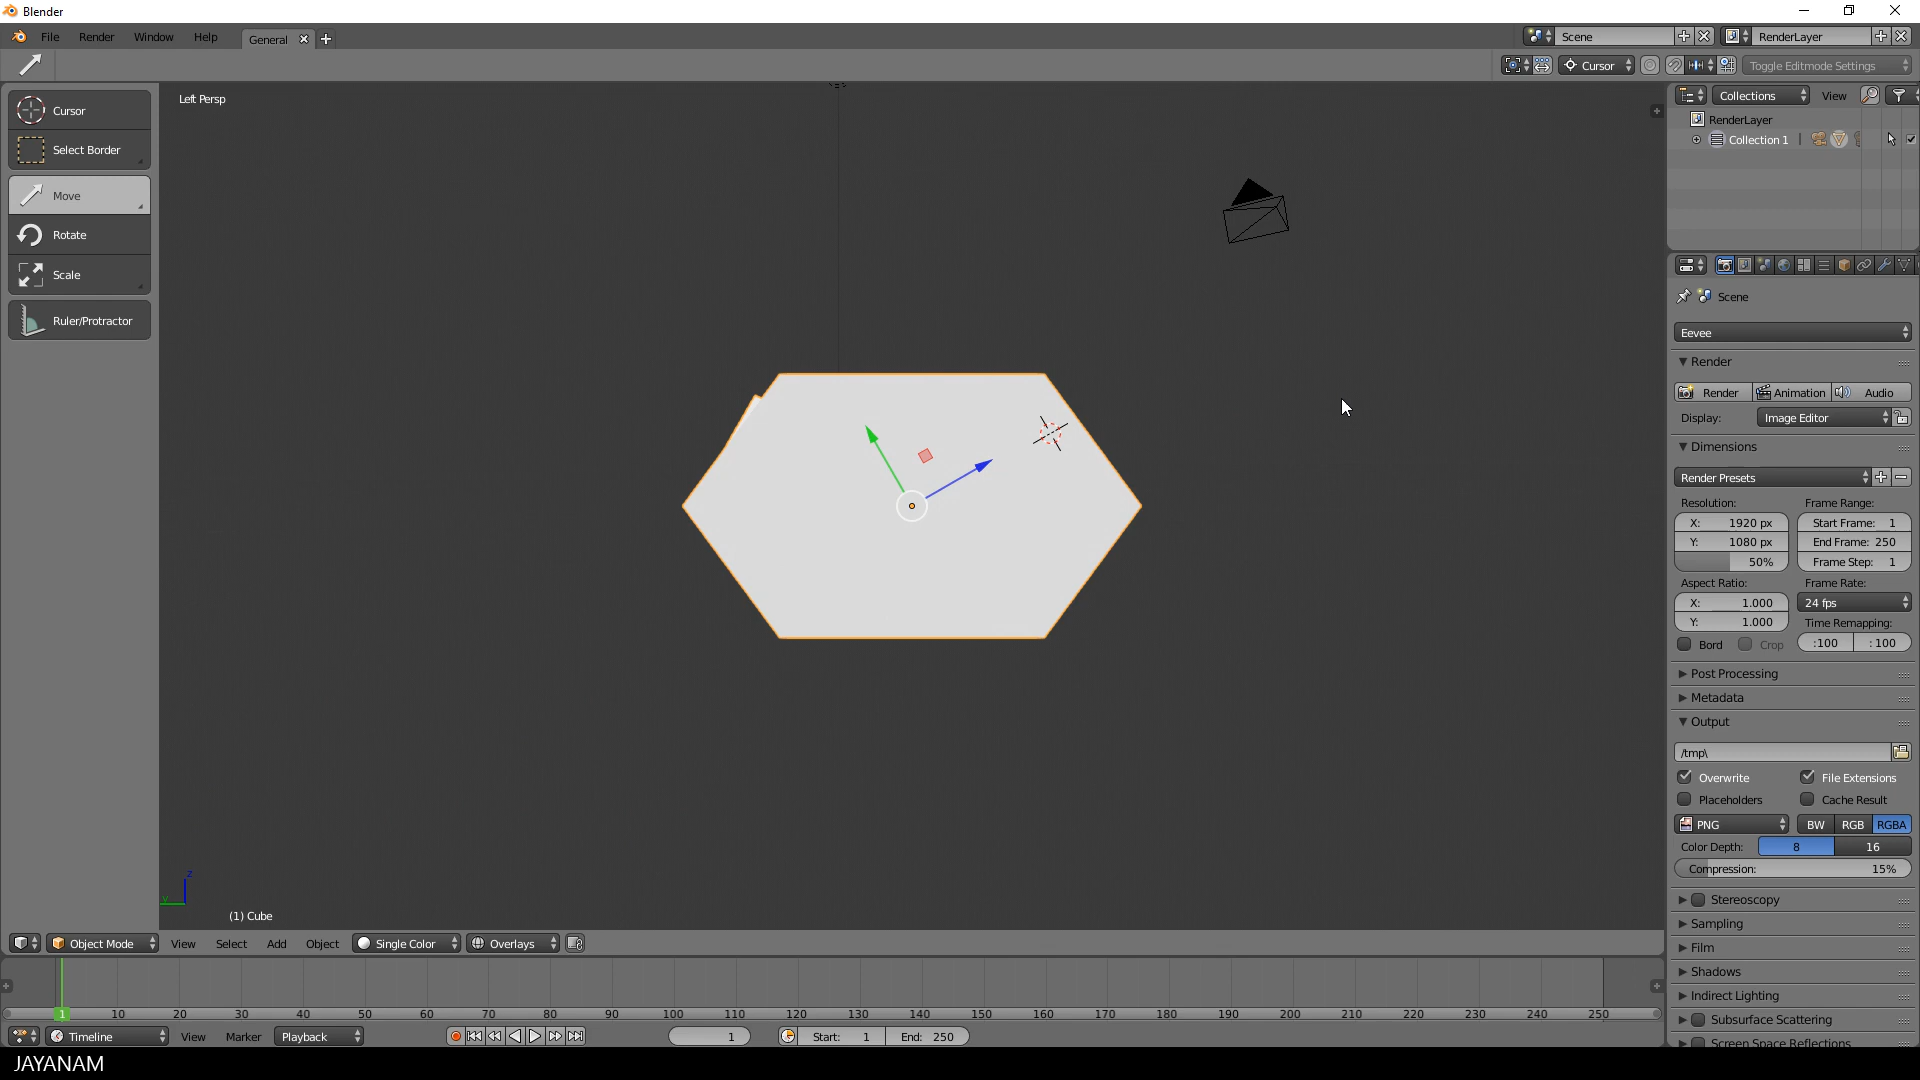 Blender
File Render Window Help General Scene RenderLayer
Cursor Toggle Editmode Settings
Cursor
Select Border
Move
Rotate
Scale
Ruler/Protractor
Left Persp
z
y
(1) Cube
Collections View
RenderLayer
Collection 1
Scene
Eevee
Render
Render Animation Audio
Display: Image Editor
Dimensions
Render Presets
Resolution: Frame Range:
X: 1920 px Start Frame: 1
Y: 1080 px End Frame: 250
50% Frame Step: 1
Aspect Ratio: Frame Rate:
X: 1.000 24 fps
Y: 1.000 Time Remapping:
Bord Crop :100 : 100
Post Processing
Metadata
Output
/tmp\
Overwrite File Extensions
Placeholders Cache Result
PNG BW RGB RGBA
Color Depth: 8 16
Compression: 15%
Stereoscopy
Sampling
Film
Shadows
Indirect Lighting
Subsurface Scattering
Screen Space Reflections
Object Mode View Select Add Object Single Color Overlays
1 10 20 30 40 50 60 70 80 90 100 110 120 130 140 150 160 170 180 190 200 210 220 230 240 250
Timeline View Marker Playback 1 Start: 1 End: 250
JAYANAM